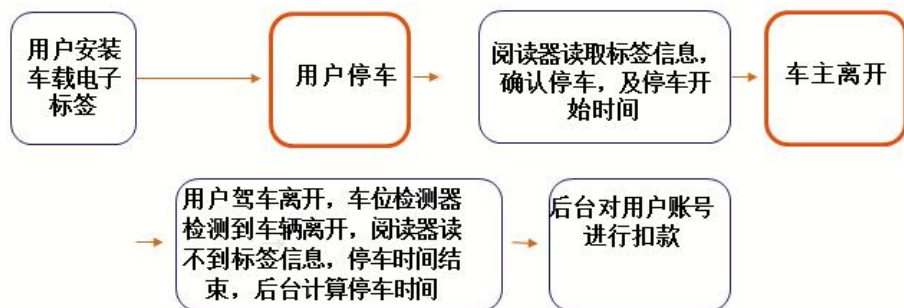 用户安装
车载电子
标签
用户停车
阅读器读取标签信息，
确认停车，及停车开
始时间
车主离开
用户驾车离开，车位检测器
检测到车辆离开，阅读器读
不到标签信息，停车时间结
束，后台计算停车时间
后台对用户账号
进行扣款